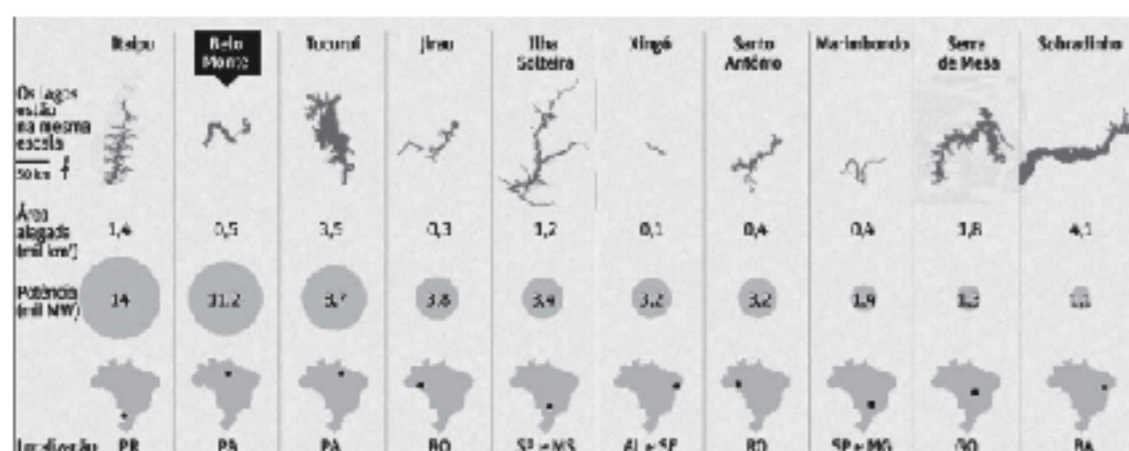 Itaipu Belo Monte Tucuruí Jirau Ilha Solteira Xingó Santo Antônio Marimbondo Serra de Mesa Sobradinho
Os lagos
estão
na mesma
escala
50 km
Área
alagada
(mil km²)
1,4 0,5 3,5 0,3 1,2 0,1 0,4 0,4 1,8 4,1
Potência
(mil MW)
14 11,2 3,8 3,4 3,2 3,2 1,9 1,3
Localização PR PA PA RO SP e MS RO SP e MG GO BA